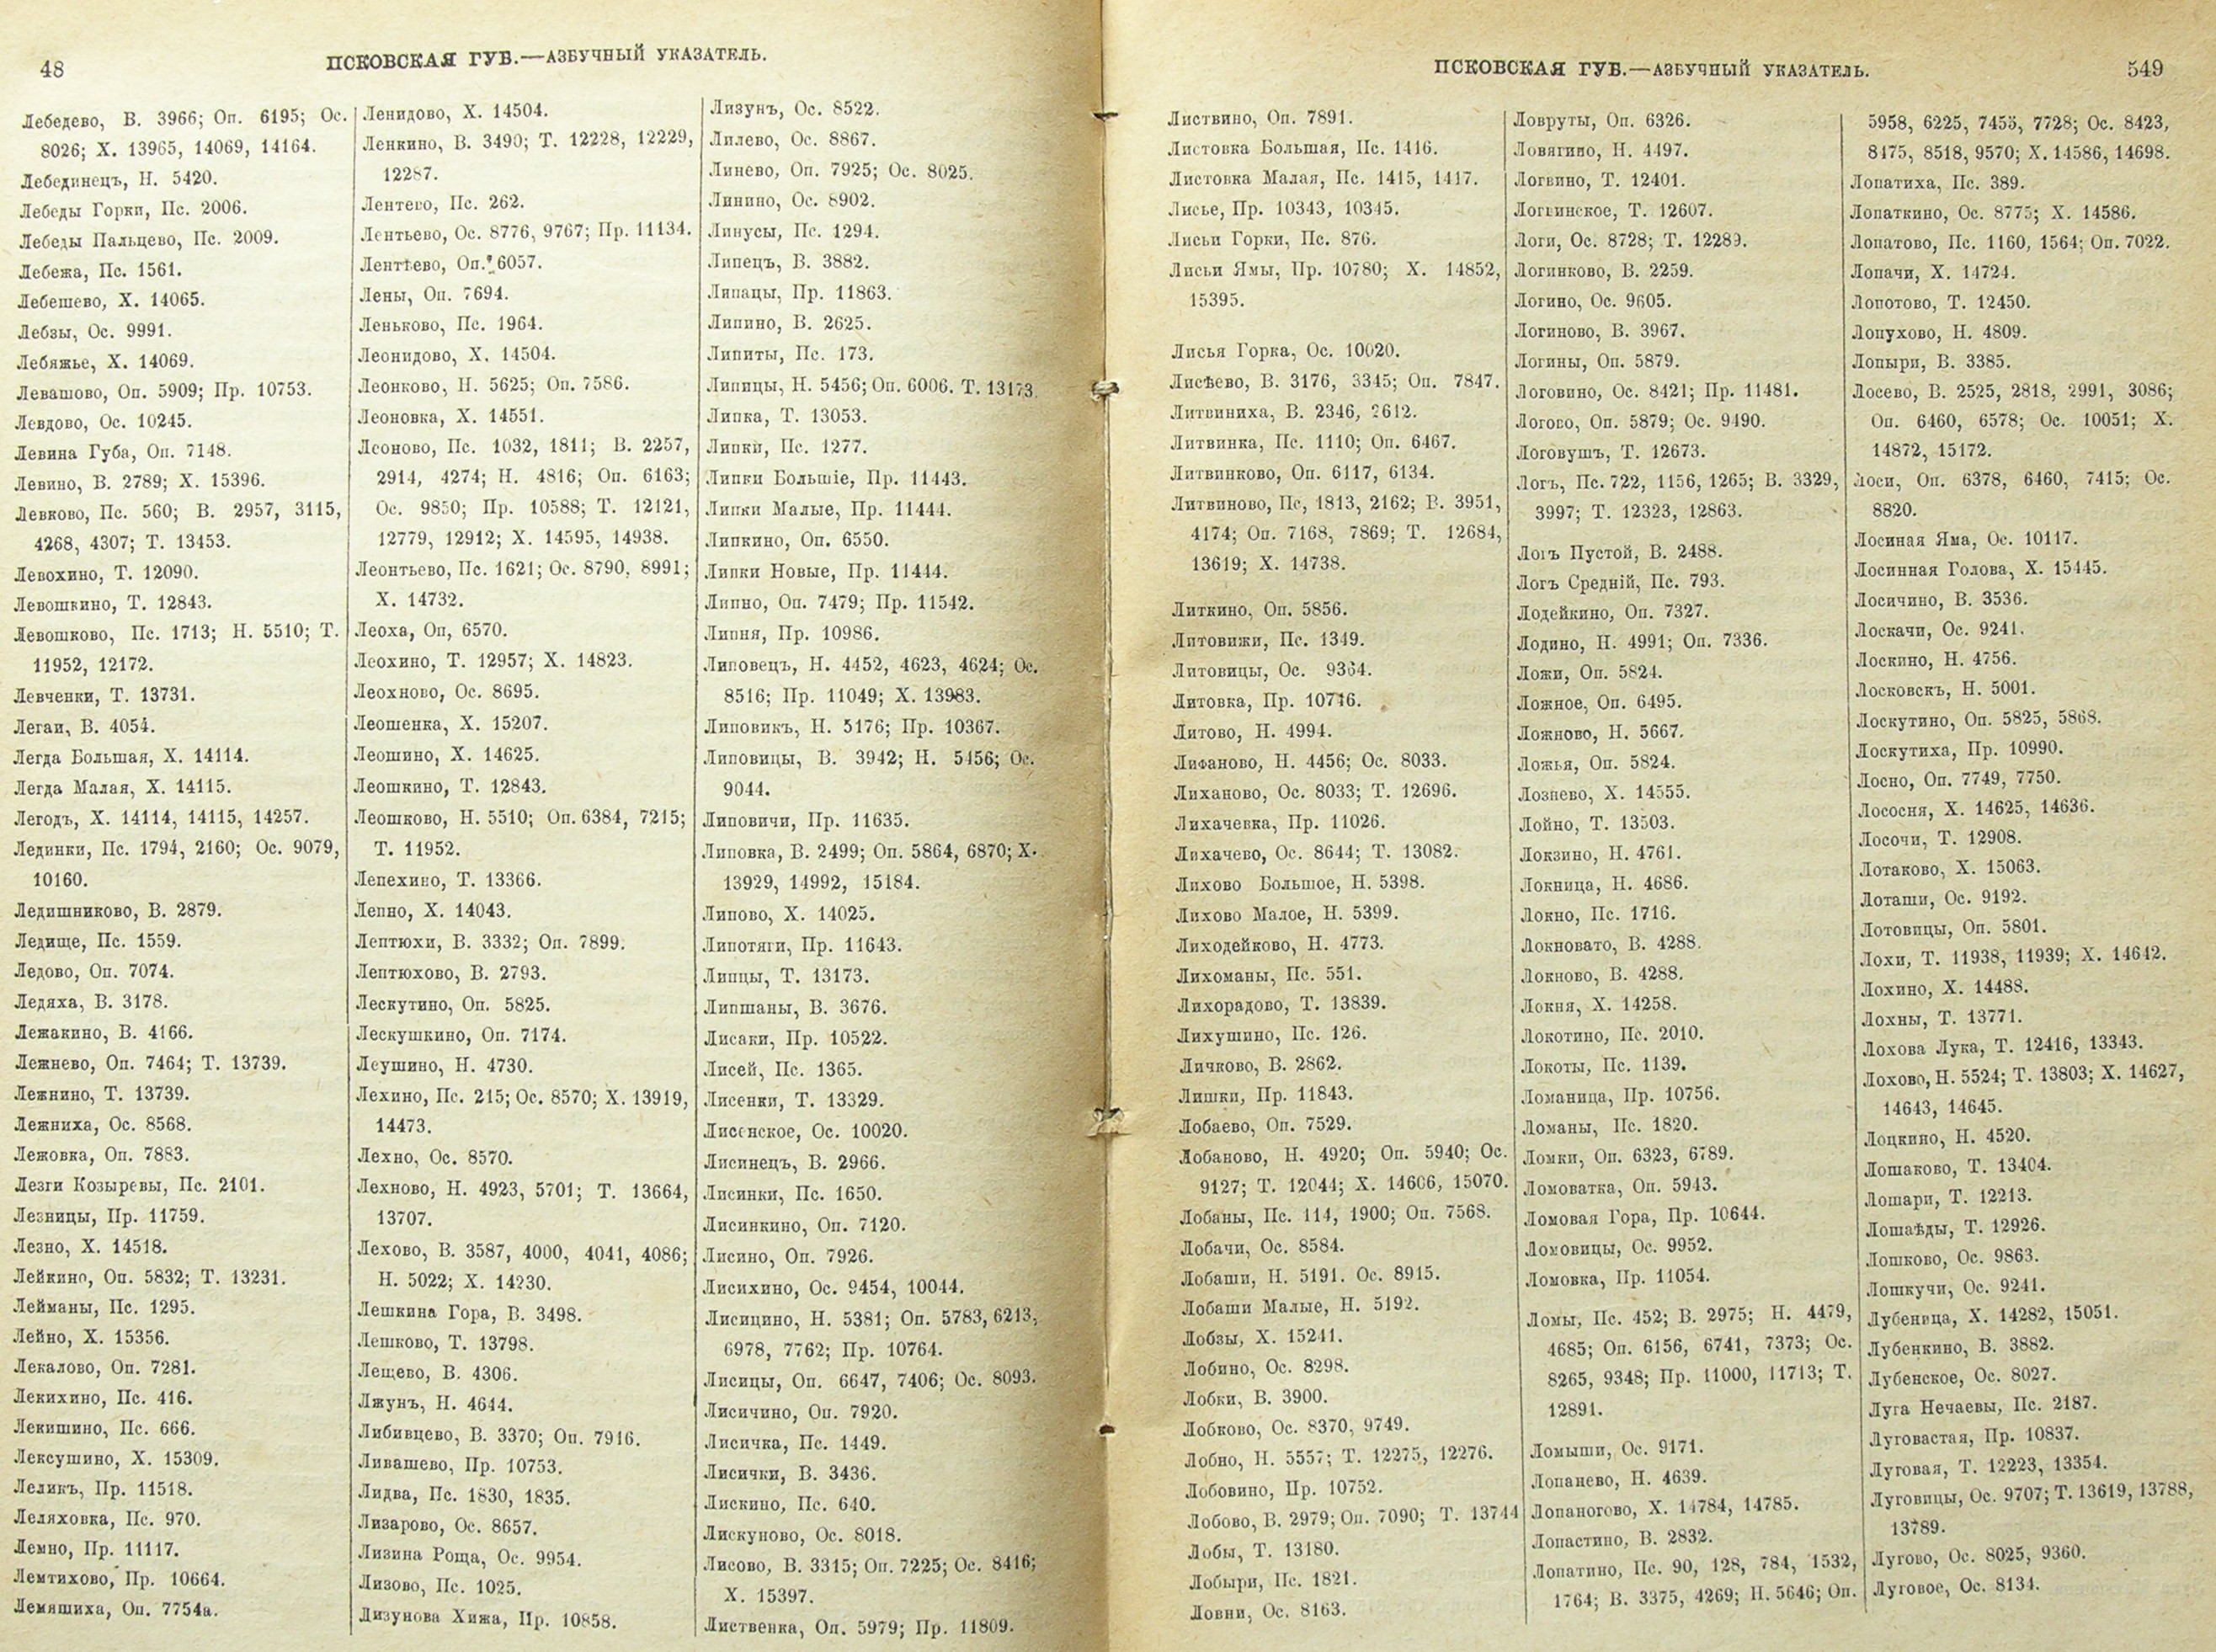 48
ПСКОВСКАЯ ГУБ.—АЗБУЧНЫЙ УКАЗАТЕЛЬ.
Лебедево, В. 3966; Оп. 6195; Ос.
8026; Х. 13965, 14069, 14164.
Лебединецъ, Н. 5420.
Лебеды Горки, Пс. 2006.
Лебеды Пальцево, Пс. 2009.
Лебежа, Пс. 1561.
Лебешево, Х. 14065.
Лебзы, Ос. 9991.
Лебяжье, Х. 14069.
Левашово, Оп. 5909; Пр. 10753.
Левдово, Ос. 10245.
Левина Губа, Оп. 7148.
Левино, В. 2789; Х. 15396.
Левково, Пс. 560; В. 2957, 3115,
4268, 4307; Т. 13453.
Левохино, Т. 12090.
Левошкино, Т. 12843.
Левошково, Пс. 1713; Н. 5510; Т.
11952, 12172.
Левченки, Т. 13731.
Легаи, В. 4054.
Легда Большая, Х. 14114.
Легда Малая, Х. 14115.
Легодъ, Х. 14114, 14115, 14257.
Лединки, Пс. 1794, 2160; Ос. 9079,
10160.
Ледишниково, В. 2879.
Ледище, Пс. 1559.
Ледово, Оп. 7074.
Ледяха, В. 3178.
Лежакино, В. 4166.
Лежнево, Оп. 7464; Т. 13739.
Лежнино, Т. 13739.
Лежниха, Ос. 8568.
Лежовка, Оп. 7883.
Лезги Козыревы, Пс. 2101.
Лезницы, Пр. 11759.
Лезно, Х. 14518.
Лейкино, Оп. 5832; Т. 13231.
Лейманы, Пс. 1295.
Лейно, Х. 15356.
Лекалово, Оп. 7281.
Лекихино, Пс. 416.
Лекишино, Пс. 666.
Лексушино, Х. 15309.
Леликъ, Пр. 11518.
Леляховка, Пс. 970.
Лемно, Пр. 11117.
Лемтихово, Пр. 10664.
Лемяшиха, Оп. 7754а.
Ленидово, Х. 14504.
Ленкино, В. 3490; Т. 12228, 12229,
12287.
Лентево, Пс. 262.
Лентьево, Ос. 8776, 9767; Пр. 11134.
Лентѣево, Оп. 6057.
Лены, Оп. 7694.
Леньково, Пс. 1964.
Леонидово, Х. 14504.
Леонково, Н. 5625; Оп. 7586.
Леоновка, Х. 14551.
Леоново, Пс. 1032, 1811; В. 2257,
2914, 4274; Н. 4816; Оп. 6163;
Ос. 9850; Пр. 10588; Т. 12121,
12779, 12912; Х. 14595, 14938.
Леонтьево, Пс. 1621; Ос. 8790, 8991;
Х. 14732.
Леоха, Оп, 6570.
Леохино, Т. 12957; Х. 14823.
Леохново, Ос. 8695.
Леошенка, Х. 15207.
Леошино, Х. 14625.
Леошкино, Т. 12843.
Леошково, Н. 5510; Оп. 6384, 7215;
Т. 11952.
Лепехино, Т. 13366.
Лепно, Х. 14043.
Лептюхи, В. 3332; Оп. 7899.
Лептюхово, В. 2793.
Лескутино, Оп. 5825.
Лескушкино, Оп. 7174.
Леушино, Н. 4730.
Лехино, Пс. 215; Ос. 8570; Х. 13919,
14473.
Лехно, Ос. 8570.
Лехново, Н. 4923, 5701; Т. 13664,
13707.
Лехово, В. 3587, 4000, 4041, 4086;
Н. 5022; Х. 14230.
Лешкина Гора, В. 3498.
Лешково, Т. 13798.
Лещево, В. 4306.
Лжунъ, Н. 4644.
Либивцево, В. 3370; Оп. 7916.
Ливашево, Пр. 10753.
Лидва, Пс. 1830, 1835.
Лизарово, Ос. 8657.
Лизина Роща, Ос. 9954.
Лизово, Пс. 1025.
Лизунова Хижа, Пр. 10858.
Лизунъ, Ос. 8522.
Лилево, Ос. 8867.
Линево, Оп. 7925; Ос. 8025.
Линино, Ос. 8902.
Линусы, Пс. 1294.
Липецъ, В. 3882.
Липацы, Пр. 11863.
Липино, В. 2625.
Липиты, Пс. 173.
Липицы, Н. 5456; Оп. 6006. Т. 13173.
Липка, Т. 13053.
Липки, Пс. 1277.
Липки Большіе, Пр. 11443.
Липки Малые, Пр. 11444.
Липкино, Оп. 6550.
Липки Новые, Пр. 11444.
Липно, Оп. 7479; Пр. 11542.
Липня, Пр. 10986.
Липовецъ, Н. 4452, 4623, 4624; Ос.
8516; Пр. 11049; Х. 13983.
Липовикъ, Н. 5176; Пр. 10367.
Липовицы, В. 3942; Н. 5456; Ос.
9044.
Липовичи, Пр. 11635.
Липовка, В. 2499; Оп. 5864, 6870; Х.
13929, 14992, 15184.
Липово, Х. 14025.
Липотяги, Пр. 11643.
Липцы, Т. 13173.
Липшаны, В. 3676.
Лисаки, Пр. 10522.
Лисей, Пс. 1365.
Лисенки, Т. 13329.
Лисенское, Ос. 10020.
Лисинецъ, В. 2966.
Лисинки, Пс. 1650.
Лисинкино, Оп. 7120.
Лисино, Оп. 7926.
Лисихино, Ос. 9454, 10044.
Лисицино, Н. 5381; Оп. 5783, 6213,
6978, 7762; Пр. 10764.
Лисицы, Оп. 6647, 7406; Ос. 8093.
Лисичино, Оп. 7920.
Лисичка, Пс. 1449.
Лисички, В. 3436.
Лискино, Пс. 640.
Лискуново, Ос. 8018.
Лисово, В. 3315; Оп. 7225; Ос. 8416;
Х. 15397.
Лиственка, Оп. 5979; Пр. 11809.
ПСКОВСКАЯ ГУБ.—АЗБУЧНЫЙ УКАЗАТЕЛЬ.
549
Листвино, Оп. 7891.
Листовка Большая, Пс. 1416.
Листовка Малая, Пс. 1415, 1417.
Лисье, Пр. 10343, 10345.
Лисьи Горки, Пс. 876.
Лисьи Ямы, Пр. 10780; Х. 14852,
15395.
Лисья Горка, Ос. 10020.
Лисѣево, В. 3176, 3345; Оп. 7847.
Литвиниха, В. 2346, 2612.
Литвинка, Пс. 1110; Оп. 6467.
Литвинково, Оп. 6117, 6134.
Литвиново, Пс, 1813, 2162; В. 3951,
4174; Оп. 7168, 7869; Т. 12684,
13619; Х. 14738.
Литкино, Оп. 5856.
Литовижи, Пс. 1349.
Литовицы, Ос. 9364.
Литовка, Пр. 10746.
Литово, Н. 4994.
Лифаново, Н. 4456; Ос. 8033.
Лиханово, Ос. 8033; Т. 12696.
Лихачевка, Пр. 11026.
Лихачево, Ос. 8644; Т. 13082.
Лихово Большое, Н. 5398.
Лихово Малое, Н. 5399.
Лиходейково, Н. 4773.
Лихоманы, Пс. 551.
Лихорадово, Т. 13839.
Лихушино, Пс. 126.
Личково, В. 2862.
Лишки, Пр. 11843.
Лобаево, Оп. 7529.
Лобаново, Н. 4920; Оп. 5940; Ос.
9127; Т. 12044; Х. 14606, 15070.
Лобаны, Пс. 114, 1900; Оп. 7568.
Лобачи, Ос. 8584.
Лобаши, Н. 5191. Ос. 8915.
Лобаши Малые, Н. 5192.
Лобзы, Х. 15241.
Лобино, Ос. 8298.
Лобки, В. 3900.
Лобково, Ос. 8370, 9749.
Лобно, Н. 5557; Т. 12275, 12276.
Лобовино, Пр. 10752.
Лобово, В. 2979; Оп. 7090; Т. 13744
Лобы, Т. 13180.
Лобыри, Пс. 1821.
Ловни, Ос. 8163.
Ловруты, Оп. 6326.
Ловягино, Н. 4497.
Логвино, Т. 12401.
Логвинское, Т. 12607.
Логи, Ос. 8728; Т. 12289.
Логинково, В. 2259.
Логино, Ос. 9605.
Логиново, В. 3967.
Логины, Оп. 5879.
Логовино, Ос. 8421; Пр. 11481.
Логово, Оп. 5879; Ос. 9490.
Логовушъ, Т. 12673.
Логъ, Пс. 722, 1156, 1265; В. 3329,
3997; Т. 12323, 12863.
Логъ Пустой, В. 2488.
Логъ Средній, Пс. 793.
Лодейкино, Оп. 7327.
Лодино, Н. 4991; Оп. 7336.
Ложи, Оп. 5824.
Ложное, Оп. 6495.
Ложново, Н. 5667.
Ложья, Оп. 5824.
Лознево, Х. 14555.
Лойно, Т. 13503.
Локзино, Н. 4761.
Локница, Н. 4686.
Локно, Пс. 1716.
Локновато, В. 4288.
Локново, В. 4288.
Локня, Х. 14258.
Локотино, Пс. 2010.
Локоты, Пс. 1139.
Ломаница, Пр. 10756.
Ломаны, Пс. 1820.
Ломки, Оп. 6323, 6789.
Ломоватка, Оп. 5943.
Ломовая Гора, Пр. 10644.
Ломовицы, Ос. 9952.
Ломовка, Пр. 11054.
Ломы, Пс. 452; В. 2975; Н. 4479,
4685; Оп. 6156, 6741, 7373; Ос.
8265, 9348; Пр. 11000, 11713; Т.
12891.
Ломыши, Ос. 9171.
Лопанево, Н. 4639.
Лопаногово, Х. 14784, 14785.
Лопастино, В. 2832.
Лопатино, Пс. 90, 128, 784, 1532,
1764; В. 3375, 4269; Н. 5646; Оп.
5958, 6225, 7455, 7728; Ос. 8423,
8475, 8518, 9570; Х. 14586, 14698.
Лопатиха, Пс. 389.
Лопаткино, Ос. 8775; Х. 14586.
Лопатово, Пс. 1160, 1564; Оп. 7022.
Лопачи, Х. 14724.
Лопотово, Т. 12450.
Лопухово, Н. 4809.
Лопыри, В. 3385.
Лосево, В. 2525, 2818, 2991, 3086;
Оп. 6460, 6578; Ос. 10051; Х.
14872, 15172.
Лоси, Оп. 6378, 6460, 7415; Ос.
8820.
Лосиная Яма, Ос. 10117.
Лосинная Голова, Х. 15445.
Лосичино, В. 3536.
Лоскачи, Ос. 9241.
Лоскино, Н. 4756.
Лосковскъ, Н. 5001.
Лоскутино, Оп. 5825, 5868.
Лоскутиха, Пр. 10990.
Лосно, Оп. 7749, 7750.
Лососня, Х. 14625, 14636.
Лосочи, Т. 12908.
Лотаково, Х. 15063.
Лоташи, Ос. 9192.
Лотовицы, Оп. 5801.
Лохи, Т. 11938, 11939; Х. 14642.
Лохино, Х. 14488.
Лохны, Т. 13771.
Лохова Лука, Т. 12416, 13343.
Лохово, Н. 5524; Т. 13803; Х. 14627,
14643, 14645.
Лоцкино, Н. 4520.
Лошаково, Т. 13404.
Лошари, Т. 12213.
Лошаѣды, Т. 12926.
Лошково, Ос. 9863.
Лошкучи, Ос. 9241.
Лубеница, Х. 14282, 15051.
Лубенкино, В. 3882.
Лубенское, Ос. 8027.
Луга Нечаевы, Пс. 2187.
Луговастая, Пр. 10837.
Луговая, Т. 12223, 13354.
Луговицы, Ос. 9707; Т. 13619, 13788,
13789.
Лугово, Ос. 8025, 9360.
Луговое, Ос. 8134.